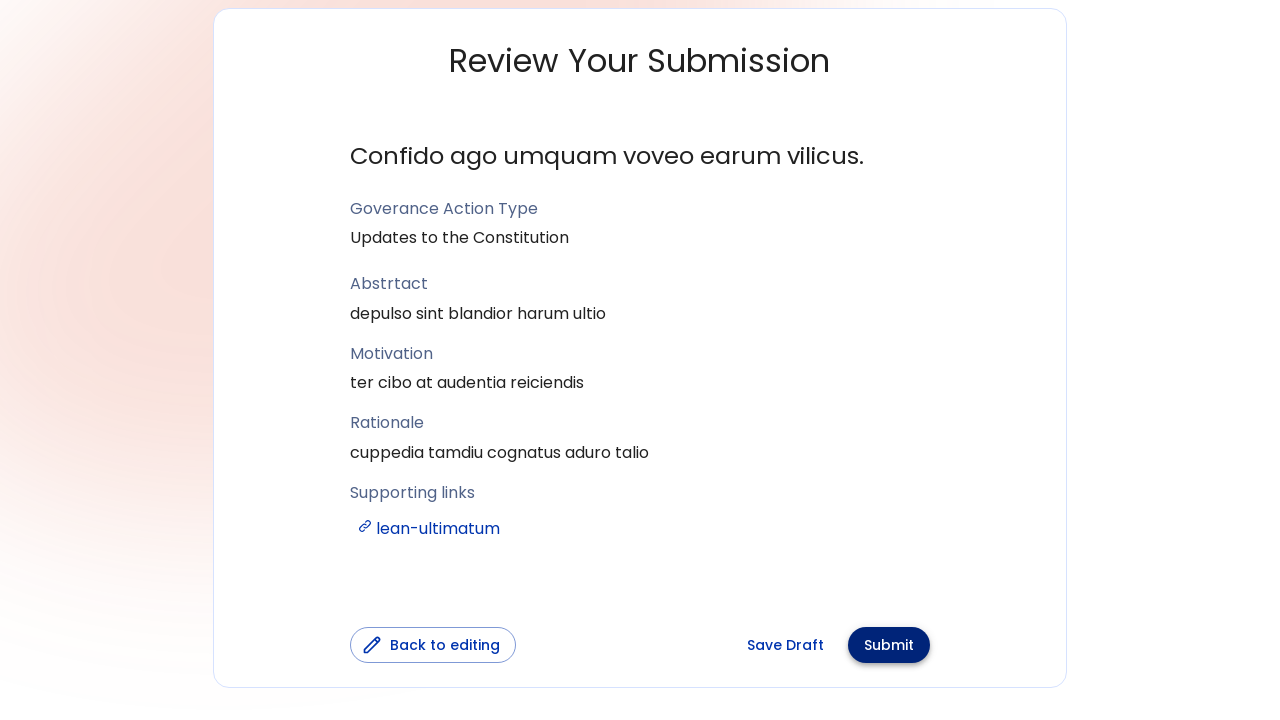 Review Your Submission
Confido ago umquam voveo earum vilicus.
Goverance Action Type
Updates to the Constitution
Abstrtact
depulso sint blandior harum ultio
Motivation
ter cibo at audentia reiciendis
Rationale
cuppedia tamdiu cognatus aduro talio
Supporting links
lean-ultimatum
Back to editing
Save Draft
Submit